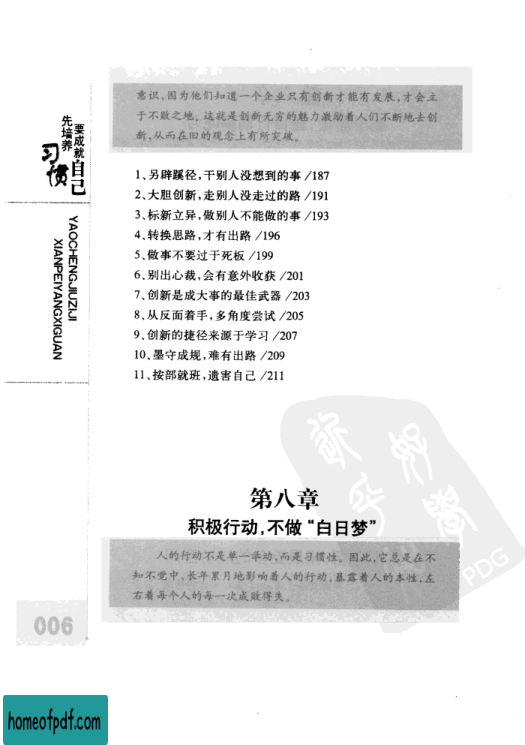 意识,因为他们知道一个企业只有创新才能有发展,才会立
于不败之地。这就是创新无穷的魅力激励着人们不断地去创
新,从而在旧的观念上有所突破。
要成就自己
先培养习惯
YAOCHENGJIUZIJI
XIANPEIYANGXIGUAN
1、另辟蹊径,干别人没想到的事 /187
2、大胆创新,走别人没走过的路 /191
3、标新立异,做别人不能做的事 /193
4、转换思路,才有出路 /196
5、做事不要过于死板 /199
6、别出心裁,会有意外收获 /201
7、创新是成大事的最佳武器 /203
8、从反面着手,多角度尝试 /205
9、创新的捷径来源于学习 /207
10、墨守成规,难有出路 /209
11、按部就班,遗害自己 /211
第八章
积极行动,不做“白日梦”
人的行动不是单一举动,而是习惯性。因此,它总是在不
知不觉中,长年累月地影响着人的行动,暴露着人的本性,左
右着每个人的每一次成败得失。
PDG
006
homeofpdf.com